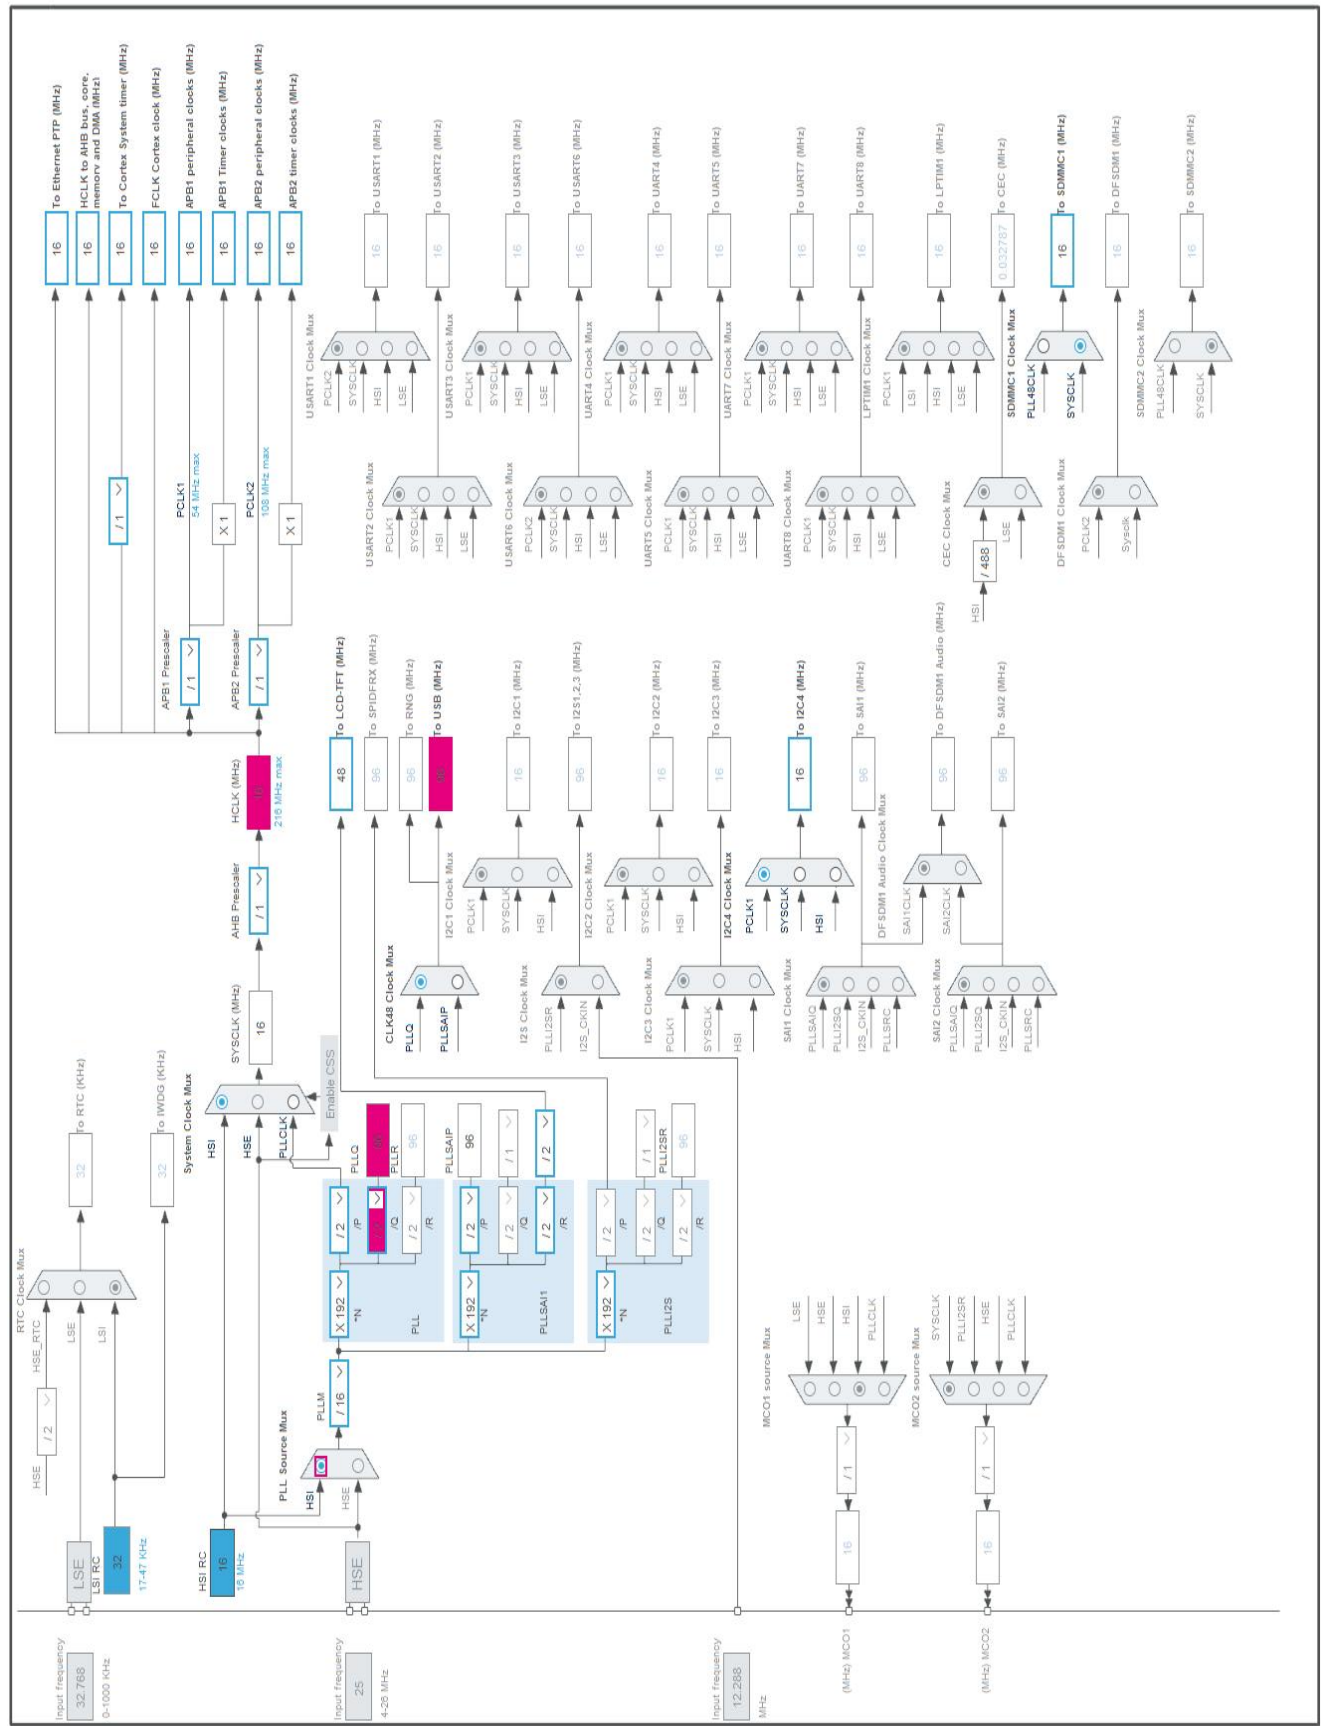 Input frequency
32.768
0-1000 KHz
LSE
LSI RC
32
17-47 KHz
HSE
/ 2
HSE_RTC
LSE
LSI
RTC Clock Mux
32
To RTC (KHz)
32
To IWDG (KHz)
HSI RC
16
16 MHz
Input frequency
25
4-26 MHz
HSE
PLL Source Mux
HSI
HSE
PLLM
/ 16
X 192
*N
PLL
/ 2
/P
/Q
/ 2
/R
PLLQ
PLLR
96
X 192
*N
PLLSAI1
/ 2
/P
/ 2
/Q
/ 2
/R
PLLSAIP
96
/ 1
/ 2
X 192
*N
PLLI2S
/ 2
/P
/ 2
/Q
/ 2
/R
/ 1
PLLI2SR
96
System Clock Mux
HSI
HSE
PLLCLK
Enable CSS
SYSCLK (MHz)
16
AHB Prescaler
/ 1
HCLK (MHz)
16
216 MHz max
APB1 Prescaler
/ 1
APB2 Prescaler
/ 1
/ 1
PCLK1
54 MHz max
X 1
PCLK2
108 MHz max
X 1
16
To Ethernet PTP (MHz)
16
HCLK to AHB bus, core,
memory and DMA (MHz)
16
To Cortex System timer (MHz)
16
FCLK Cortex clock (MHz)
16
APB1 peripheral clocks (MHz)
16
APB1 Timer clocks (MHz)
16
APB2 peripheral clocks (MHz)
16
APB2 timer clocks (MHz)
48
To LCD-TFT (MHz)
96
To SPIDFRX (MHz)
96
To RNG (MHz)
To USB (MHz)
CLK48 Clock Mux
PLLQ
PLLSAIP
I2C1 Clock Mux
PCLK1
SYSCLK
HSI
16
To I2C1 (MHz)
I2S Clock Mux
PLLI2SR
I2S_CKIN
96
To I2S1,2,3 (MHz)
I2C2 Clock Mux
PCLK1
SYSCLK
HSI
16
To I2C2 (MHz)
I2C3 Clock Mux
PCLK1
SYSCLK
HSI
16
To I2C3 (MHz)
I2C4 Clock Mux
PCLK1
SYSCLK
HSI
16
To I2C4 (MHz)
SAI1 Clock Mux
PLLSAIQ
PLLI2SQ
I2S_CKIN
PLLSRC
96
To SAI1 (MHz)
DFSDM1 Audio Clock Mux
SAI1CLK
SAI2CLK
96
To DFSDM1 Audio (MHz)
SAI2 Clock Mux
PLLSAIQ
PLLI2SQ
I2S_CKIN
PLLSRC
96
To SAI2 (MHz)
USART1 Clock Mux
PCLK2
SYSCLK
HSI
LSE
16
To USART1 (MHz)
USART2 Clock Mux
PCLK1
SYSCLK
HSI
LSE
16
To USART2 (MHz)
USART3 Clock Mux
PCLK1
SYSCLK
HSI
LSE
16
To USART3 (MHz)
USART6 Clock Mux
PCLK2
SYSCLK
HSI
LSE
16
To USART6 (MHz)
UART4 Clock Mux
PCLK1
SYSCLK
HSI
LSE
16
To UART4 (MHz)
UART5 Clock Mux
PCLK1
SYSCLK
HSI
LSE
16
To UART5 (MHz)
UART7 Clock Mux
PCLK1
SYSCLK
HSI
LSE
16
To UART7 (MHz)
UART8 Clock Mux
PCLK1
SYSCLK
HSI
LSE
16
To UART8 (MHz)
LPTIM1 Clock Mux
PCLK1
LSI
HSI
LSE
16
To LPTIM1 (MHz)
CEC Clock Mux
HSI
/ 488
LSE
0.032787
To CEC (MHz)
SDMMC1 Clock Mux
PLL48CLK
SYSCLK
16
To SDMMC1 (MHz)
DFSDM1 Clock Mux
PCLK2
Sysclk
16
To DFSDM1 (MHz)
SDMMC2 Clock Mux
PLL48CLK
SYSCLK
16
To SDMMC2 (MHz)
Input frequency
12.288
MHz
MCO1 source Mux
LSE
HSE
HSI
PLLCLK
/ 1
16
(MHz) MCO1
MCO2 source Mux
SYSCLK
PLLI2SR
HSE
PLLCLK
/ 1
16
(MHz) MCO2